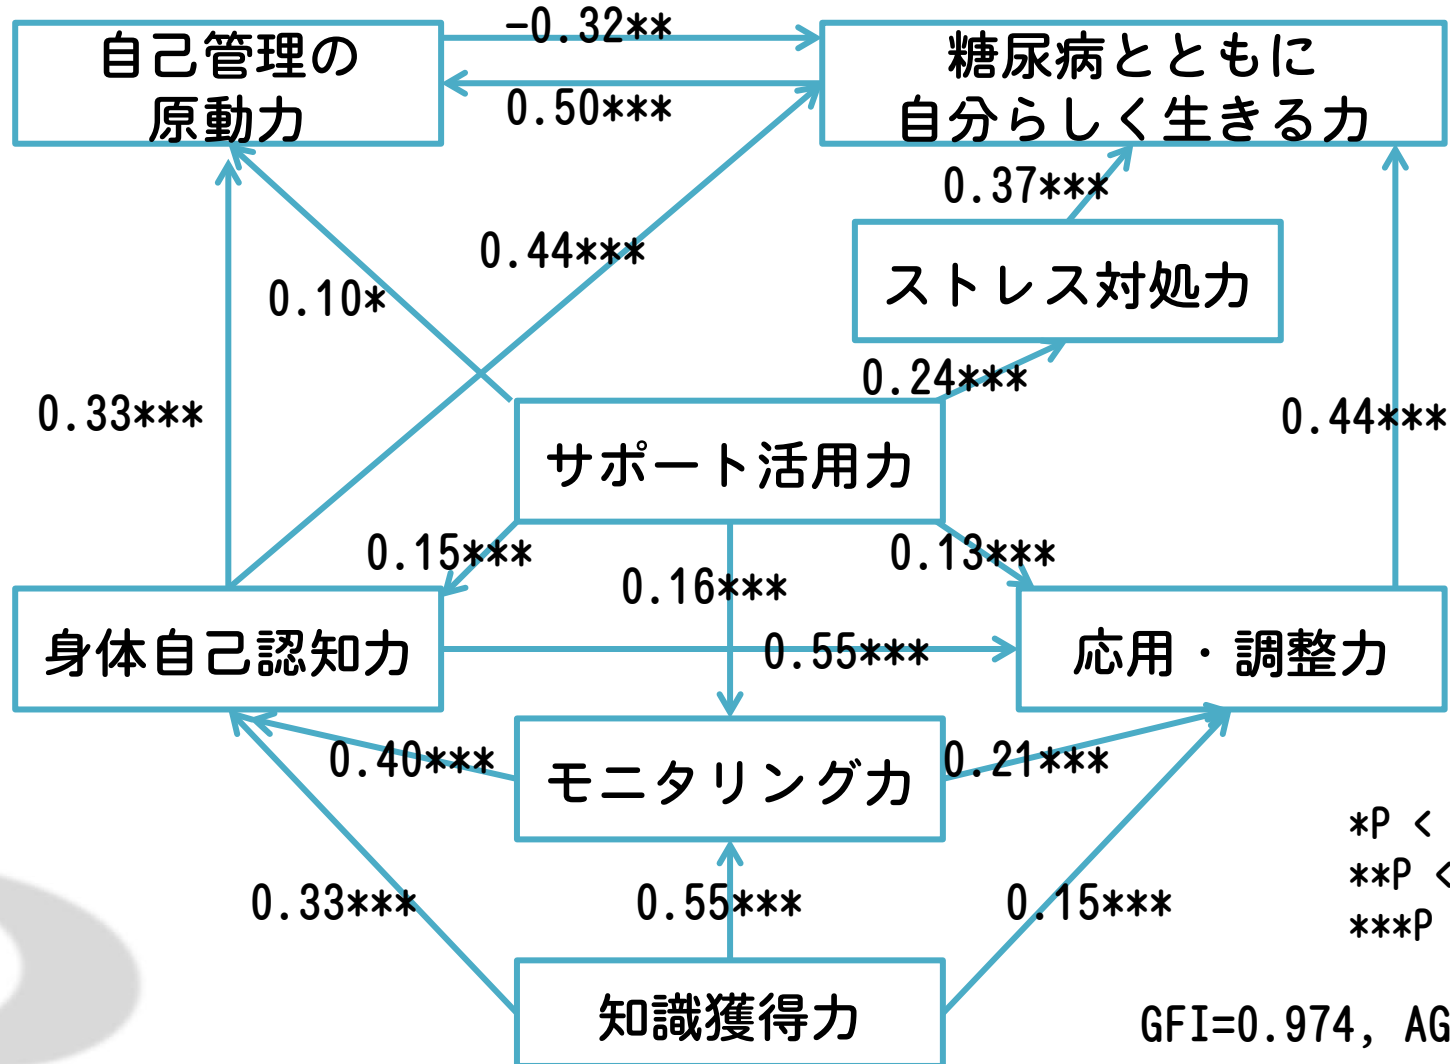 -0.32**
自己管理の
原動力
糖尿病とともに
自分らしく生きる力
0.50***
0.37***
0.44***
ストレス対処力
0.10*
0.24***
0.33***
0.44***
サポート活用力
0.15***
0.13***
0.16***
身体自己認知力
0.55***
応用・調整力
0.40***
モニタリング力
0.21***
*P <
**P <
***P
0.33***
0.55***
0.15***
知識獲得力
GFI=0.974, AG